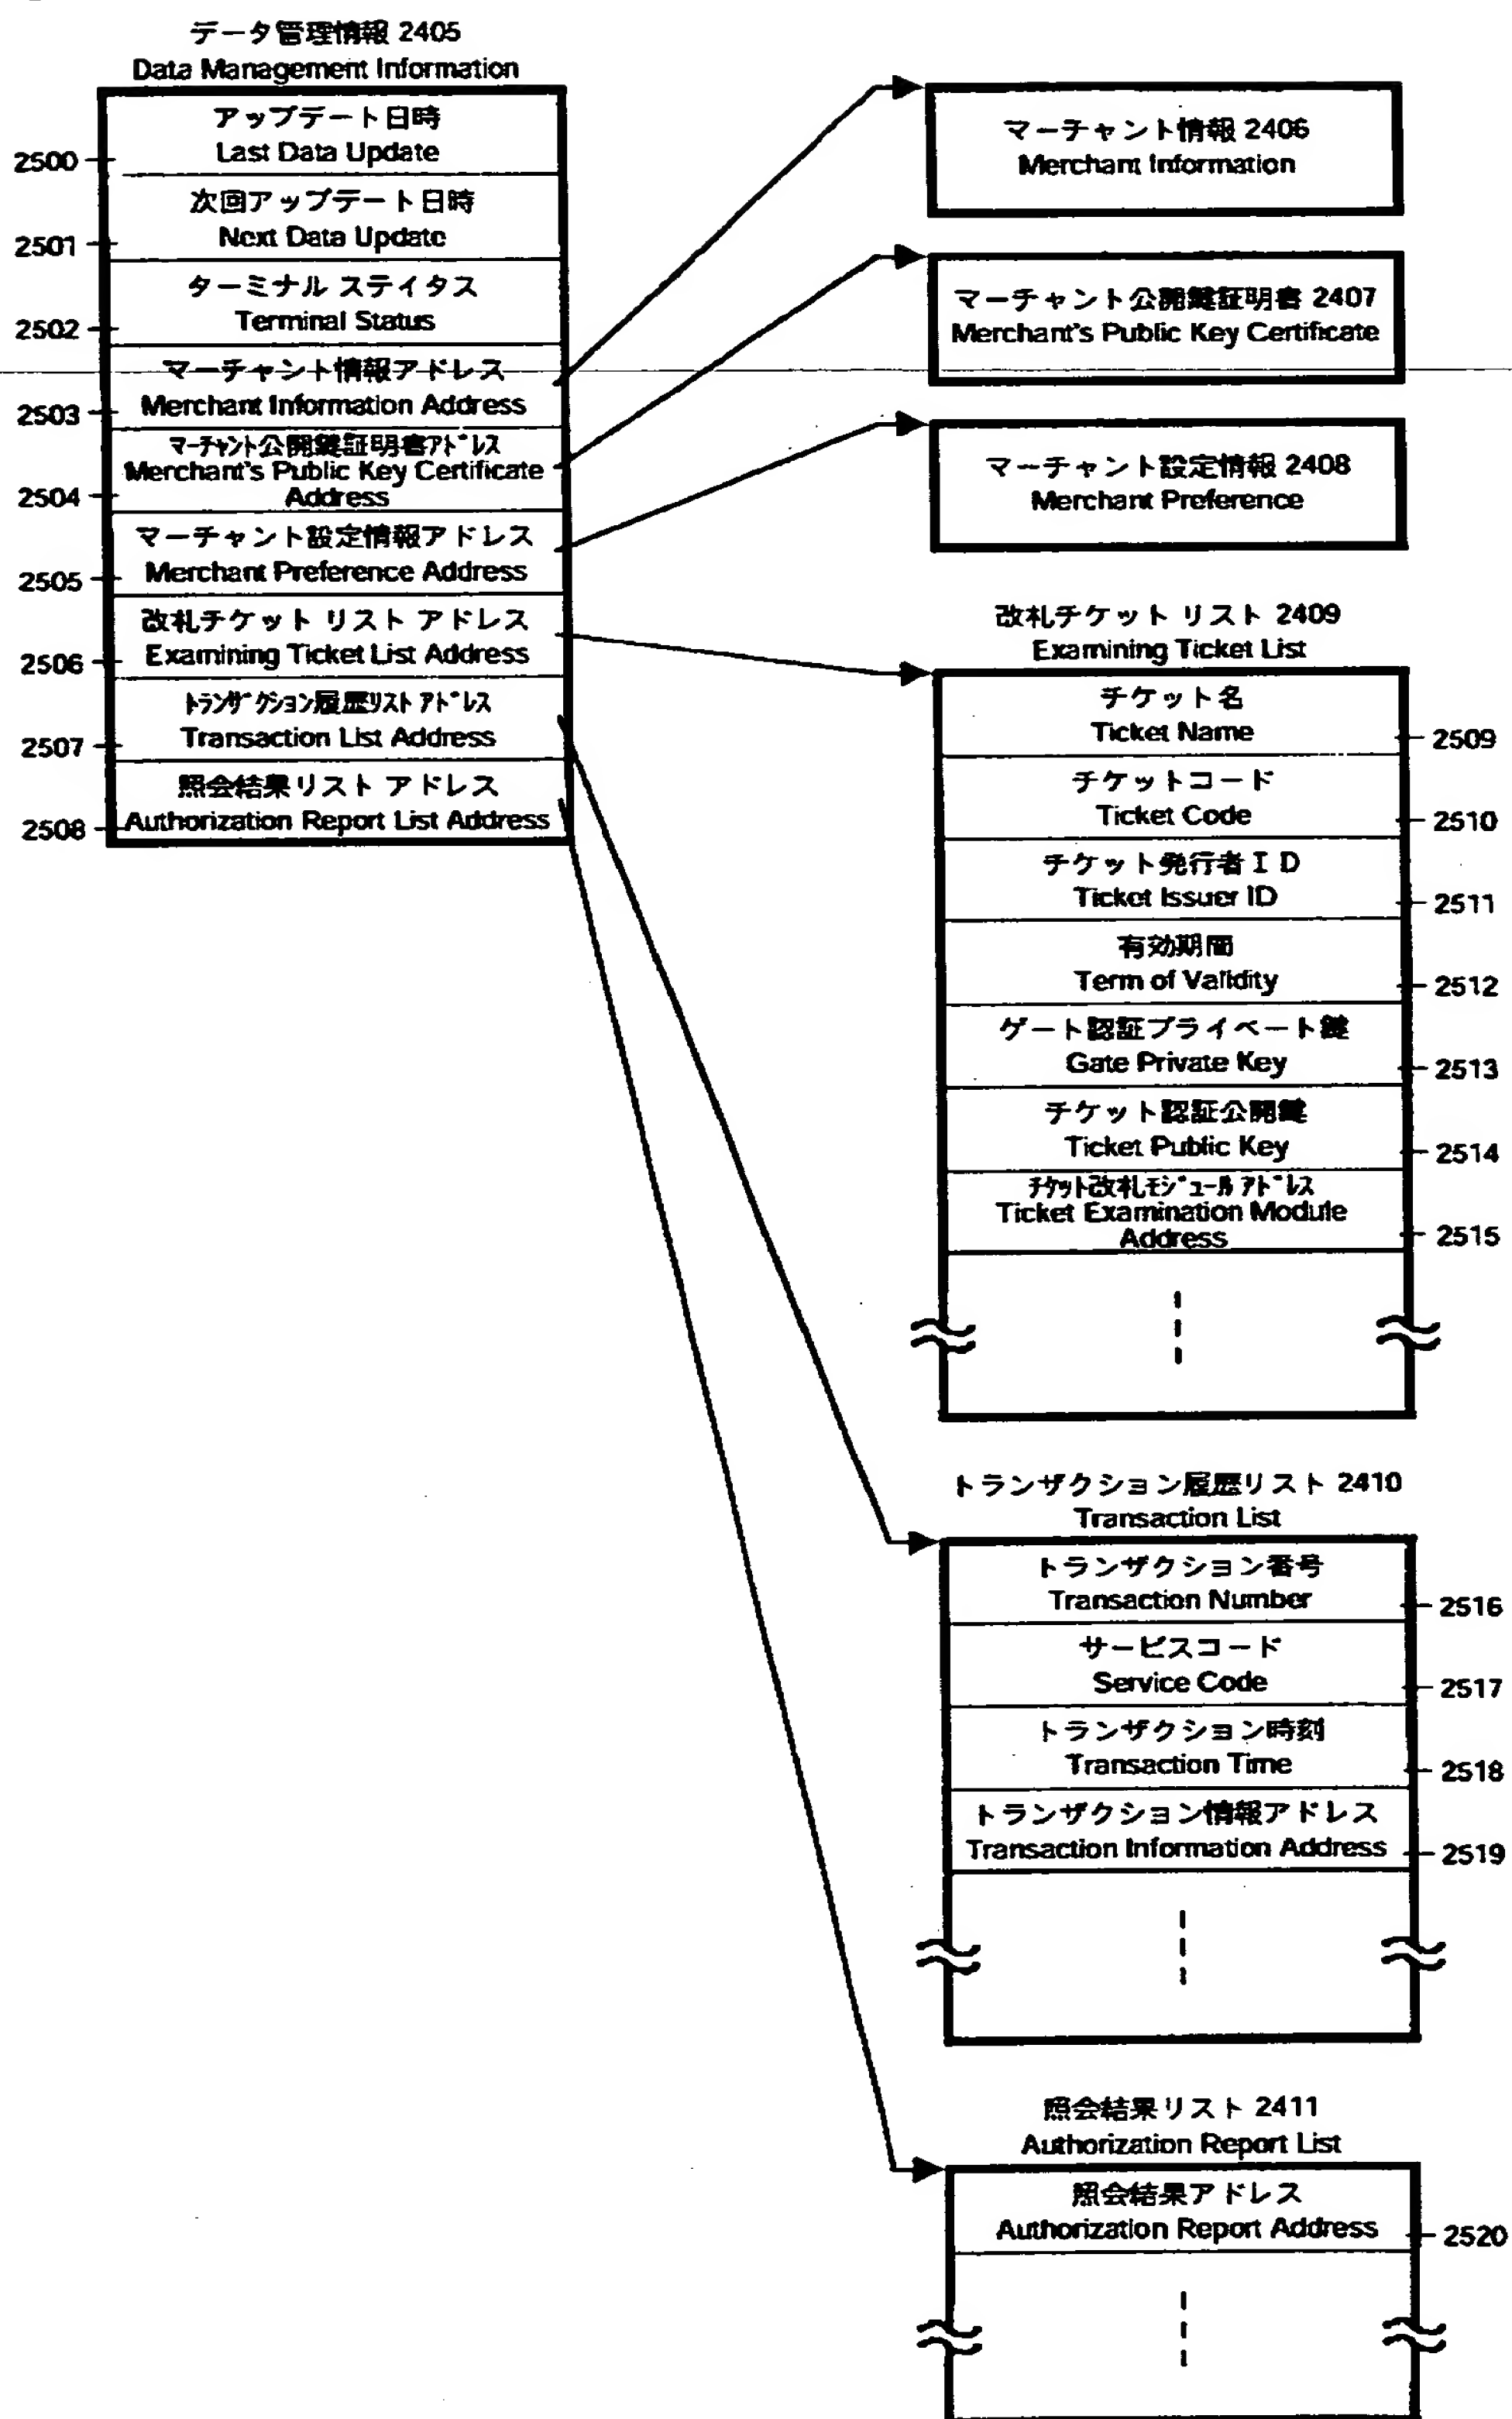 データ管理情報 2405
Data Management Information
アップデート日時
Last Data Update
2500
次回アップデート日時
Next Data Update
2501
ターミナル ステイタス
Terminal Status
2502
マーチャント情報アドレス
Merchant Information Address
2503
マーチャント公開鍵証明書アドレス
Merchant's Public Key Certificate
Address
2504
マーチャント設定情報アドレス
Merchant Preference Address
2505
改札チケット リスト アドレス
Examining Ticket List Address
2506
トランザクション履歴リスト アドレス
Transaction List Address
2507
照会結果リスト アドレス
Authorization Report List Address
2508
マーチャント情報 2406
Merchant Information
マーチャント公開鍵証明書 2407
Merchant's Public Key Certificate
マーチャント設定情報 2408
Merchant Preference
改札チケット リスト 2409
Examining Ticket List
チケット名
Ticket Name
2509
チケットコード
Ticket Code
2510
チケット発行者ID
Ticket Issuer ID
2511
有効期間
Term of Validity
2512
ゲート認証プライベート鍵
Gate Private Key
2513
チケット認証公開鍵
Ticket Public Key
2514
チケット改札モジュール アドレス
Ticket Examination Module
Address
2515
トランザクション履歴リスト 2410
Transaction List
トランザクション番号
Transaction Number
2516
サービスコード
Service Code
2517
トランザクション時刻
Transaction Time
2518
トランザクション情報アドレス
Transaction Information Address
2519
照会結果リスト 2411
Authorization Report List
照会結果アドレス
Authorization Report Address
2520